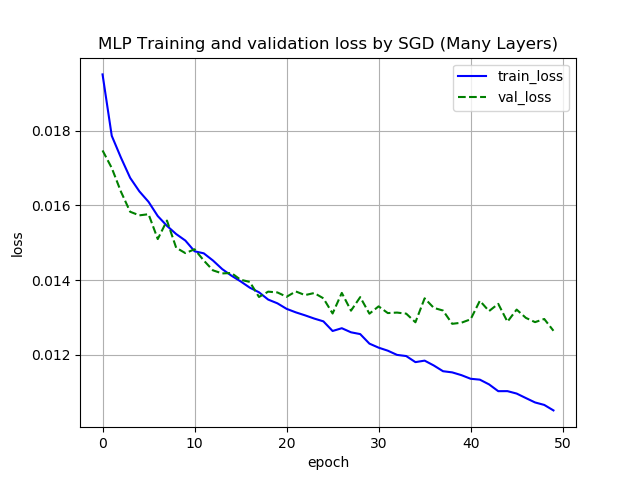 MLP Training and validation loss by SGD (Many Layers)
train_loss
val_loss
0.018
0.016
0.014
0.012
loss
0 10 20 30 40 50
epoch